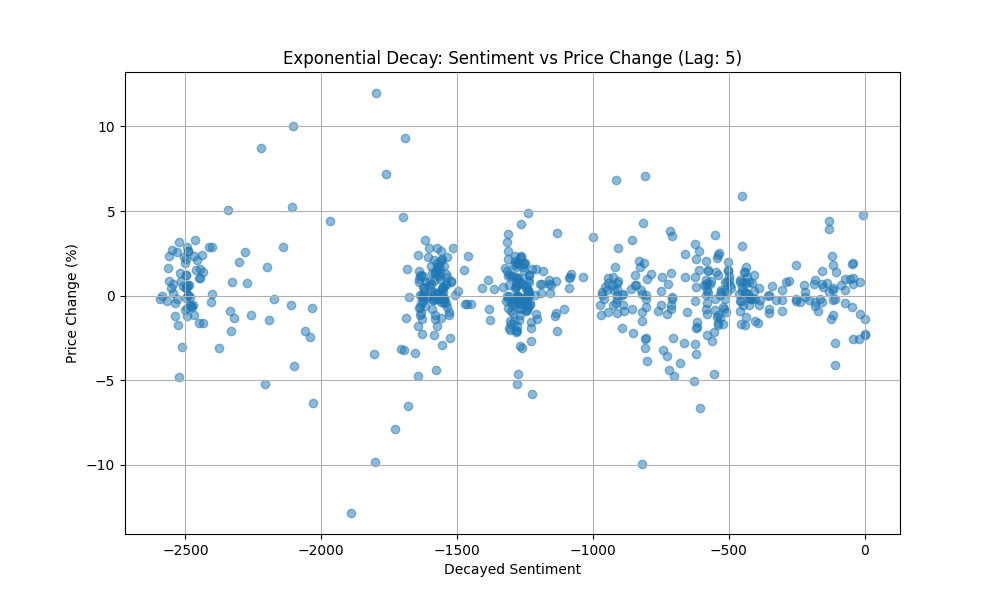 Exponential Decay: Sentiment vs Price Change (Lag: 5)
Price Change (%)
10
5
0
−5
−10
−2500 −2000 −1500 −1000 −500 0
Decayed Sentiment